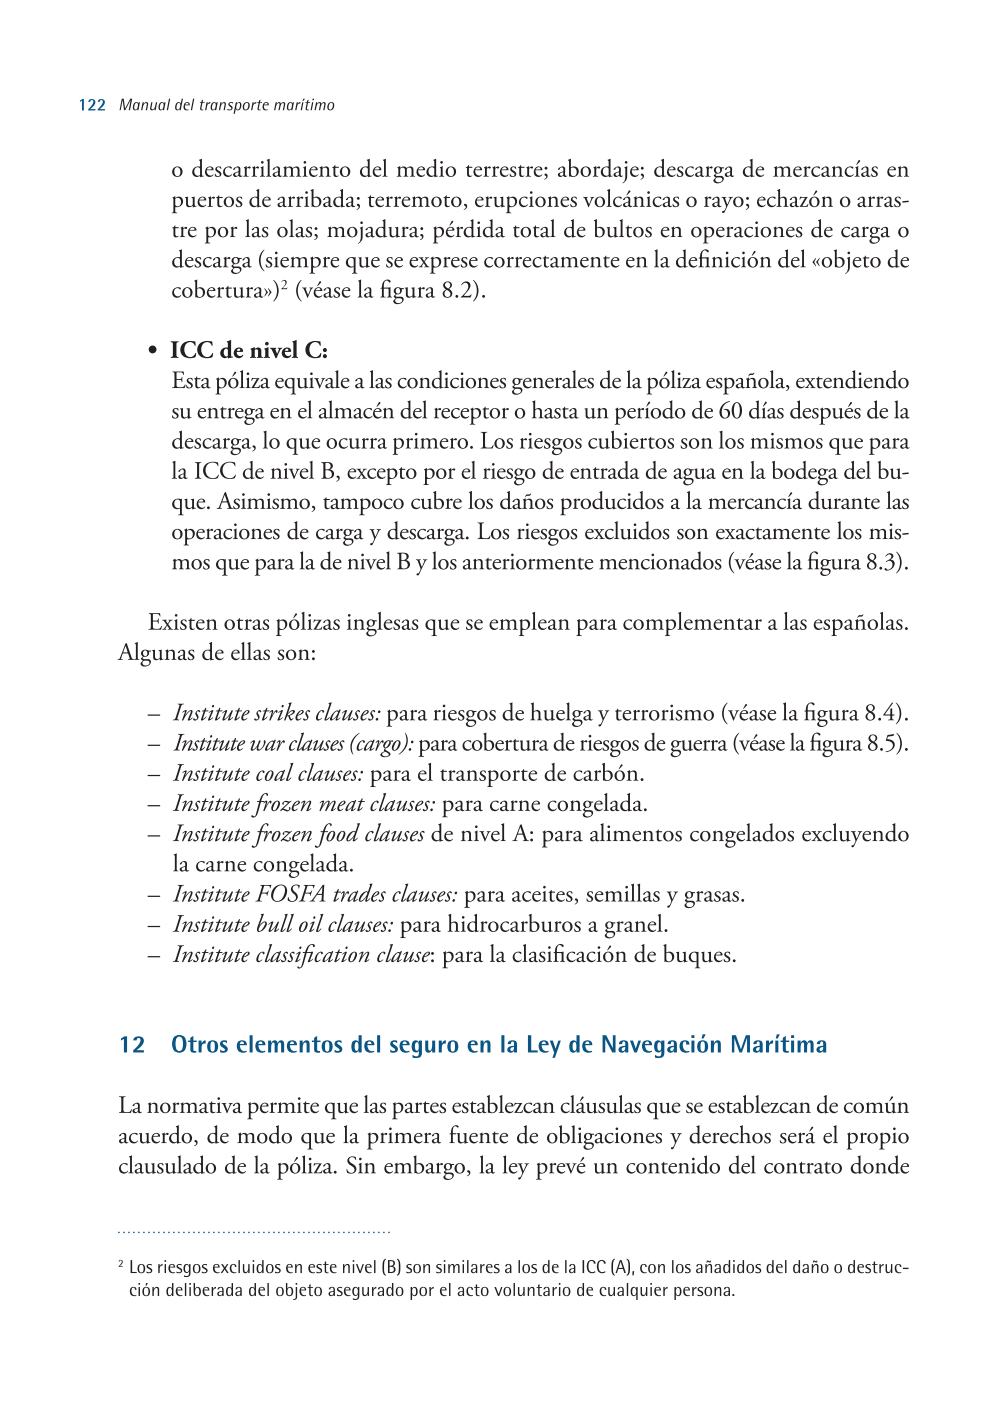 122 Manual del transporte marítimo
o descarrilamiento del medio terrestre; abordaje; descarga de mercancías en
puertos de arribada; terremoto, erupciones volcánicas o rayo; echazón o arras-
tre por las olas; mojadura; pérdida total de bultos en operaciones de carga o
descarga (siempre que se exprese correctamente en la definición del «objeto de
cobertura»)² (véase la figura 8.2).
• ICC de nivel C:
Esta póliza equivale a las condiciones generales de la póliza española, extendiendo
su entrega en el almacén del receptor o hasta un período de 60 días después de la
descarga, lo que ocurra primero. Los riesgos cubiertos son los mismos que para
la ICC de nivel B, excepto por el riesgo de entrada de agua en la bodega del bu-
que. Asimismo, tampoco cubre los daños producidos a la mercancía durante las
operaciones de carga y descarga. Los riesgos excluidos son exactamente los mis-
mos que para la de nivel B y los anteriormente mencionados (véase la figura 8.3).
Existen otras pólizas inglesas que se emplean para complementar a las españolas.
Algunas de ellas son:
– Institute strikes clauses: para riesgos de huelga y terrorismo (véase la figura 8.4).
– Institute war clauses (cargo): para cobertura de riesgos de guerra (véase la figura 8.5).
– Institute coal clauses: para el transporte de carbón.
– Institute frozen meat clauses: para carne congelada.
– Institute frozen food clauses de nivel A: para alimentos congelados excluyendo
la carne congelada.
– Institute FOSFA trades clauses: para aceites, semillas y grasas.
– Institute bull oil clauses: para hidrocarburos a granel.
– Institute classification clause: para la clasificación de buques.
12 Otros elementos del seguro en la Ley de Navegación Marítima
La normativa permite que las partes establezcan cláusulas que se establezcan de común
acuerdo, de modo que la primera fuente de obligaciones y derechos será el propio
clausulado de la póliza. Sin embargo, la ley prevé un contenido del contrato donde
² Los riesgos excluidos en este nivel (B) son similares a los de la ICC (A), con los añadidos del daño o destruc-
ción deliberada del objeto asegurado por el acto voluntario de cualquier persona.